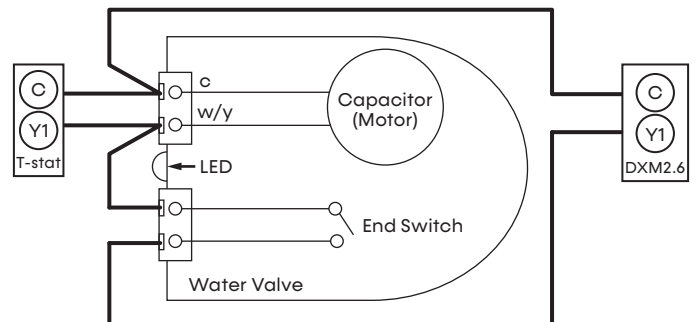 C
Y1
T-stat
c
w/y
LED
Capacitor
(Motor)
End Switch
Water Valve
C
Y1
DXM2.6